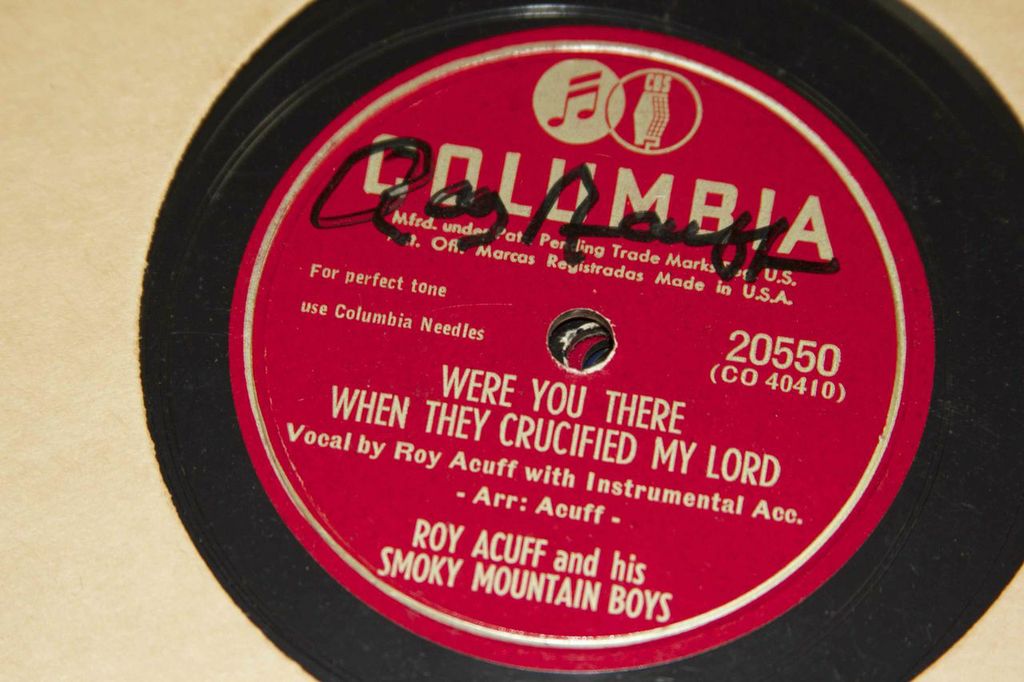 CBS
COLUMBIA
Roy Acuff
Mfrd. under Pat. Pending Trade Marks Reg. U.S.
Pat. Off. Marcas Registradas Made in U.S.A.
For perfect tone
use Columbia Needles
20550
(CO 40410)
WERE YOU THERE
WHEN THEY CRUCIFIED MY LORD
Vocal by Roy Acuff with Instrumental Acc.
- Arr: Acuff -
ROY ACUFF and his
SMOKY MOUNTAIN BOYS